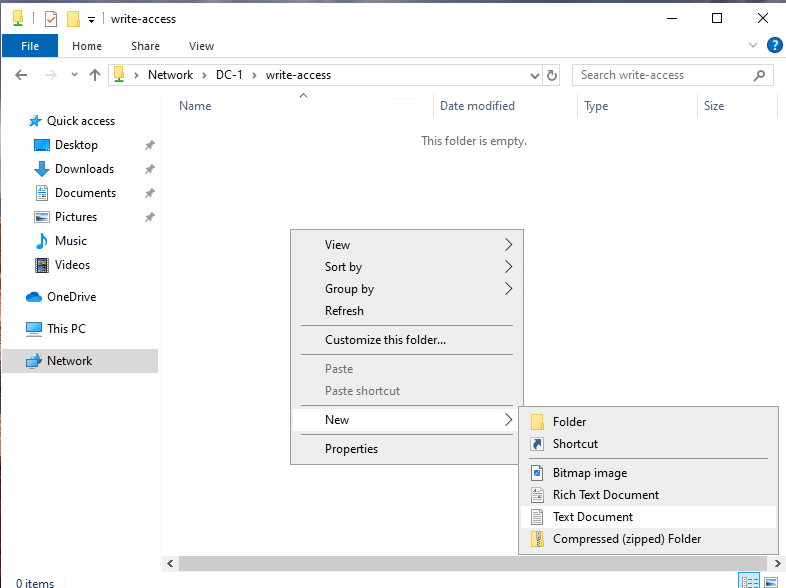 write-access
File Home Share View
Network DC-1 write-access
Search write-access
Name Date modified Type Size
This folder is empty.
Quick access
Desktop
Downloads
Documents
Pictures
Music
Videos
OneDrive
This PC
Network
View
Sort by
Group by
Refresh
Customize this folder...
Paste
Paste shortcut
New
Properties
Folder
Shortcut
Bitmap image
Rich Text Document
Text Document
Compressed (zipped) Folder
0 items